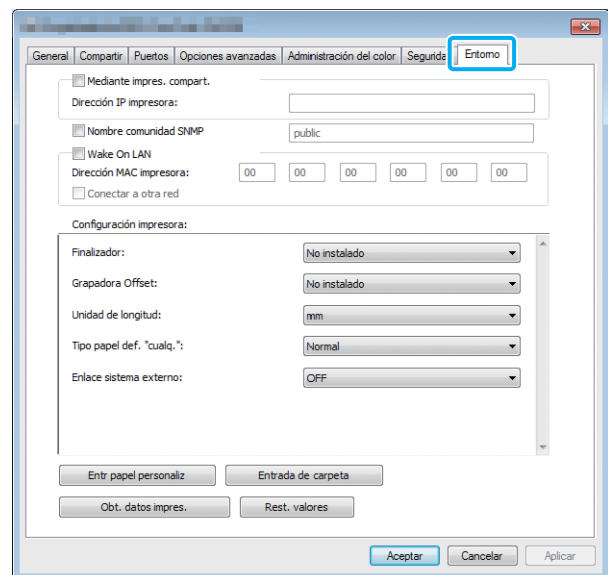 General Compartir Puertos Opciones avanzadas Administración del color Segurida Entorno
Mediante impres. compart.
Dirección IP impresora:
Nombre comunidad SNMP public
Wake On LAN
Dirección MAC impresora: 00 00 00 00 00 00
Conectar a otra red
Configuración impresora:
Finalizador: No instalado
Grapadora Offset: No instalado
Unidad de longitud: mm
Tipo papel def. "cualq.": Normal
Enlace sistema externo: OFF
Entr papel personaliz Entrada de carpeta
Obt. datos impres. Rest. valores
Aceptar Cancelar Aplicar